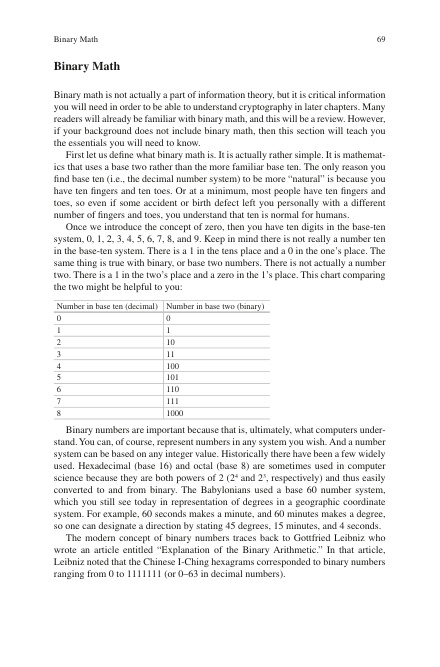 Binary Math 69
Binary Math
Binary math is not actually a part of information theory, but it is critical information
you will need in order to be able to understand cryptography in later chapters. Many
readers will already be familiar with binary math, and this will be a review. However,
if your background does not include binary math, then this section will teach you
the essentials you will need to know.
First let us define what binary math is. It is actually rather simple. It is mathemat-
ics that uses a base two rather than the more familiar base ten. The only reason you
find base ten (i.e., the decimal number system) to be more “natural” is because you
have ten fingers and ten toes. Or at a minimum, most people have ten fingers and
toes, so even if some accident or birth defect left you personally with a different
number of fingers and toes, you understand that ten is normal for humans.
Once we introduce the concept of zero, then you have ten digits in the base-ten
system, 0, 1, 2, 3, 4, 5, 6, 7, 8, and 9. Keep in mind there is not really a number ten
in the base-ten system. There is a 1 in the tens place and a 0 in the one’s place. The
same thing is true with binary, or base two numbers. There is not actually a number
two. There is a 1 in the two’s place and a zero in the 1’s place. This chart comparing
the two might be helpful to you:
Number in base ten (decimal) Number in base two (binary)
0 0
1 1
2 10
3 11
4 100
5 101
6 110
7 111
8 1000
Binary numbers are important because that is, ultimately, what computers under-
stand. You can, of course, represent numbers in any system you wish. And a number
system can be based on any integer value. Historically there have been a few widely
used. Hexadecimal (base 16) and octal (base 8) are sometimes used in computer
science because they are both powers of 2 (2⁴ and 2³, respectively) and thus easily
converted to and from binary. The Babylonians used a base 60 number system,
which you still see today in representation of degrees in a geographic coordinate
system. For example, 60 seconds makes a minute, and 60 minutes makes a degree,
so one can designate a direction by stating 45 degrees, 15 minutes, and 4 seconds.
The modern concept of binary numbers traces back to Gottfried Leibniz who
wrote an article entitled “Explanation of the Binary Arithmetic.” In that article,
Leibniz noted that the Chinese I-Ching hexagrams corresponded to binary numbers
ranging from 0 to 1111111 (or 0–63 in decimal numbers).